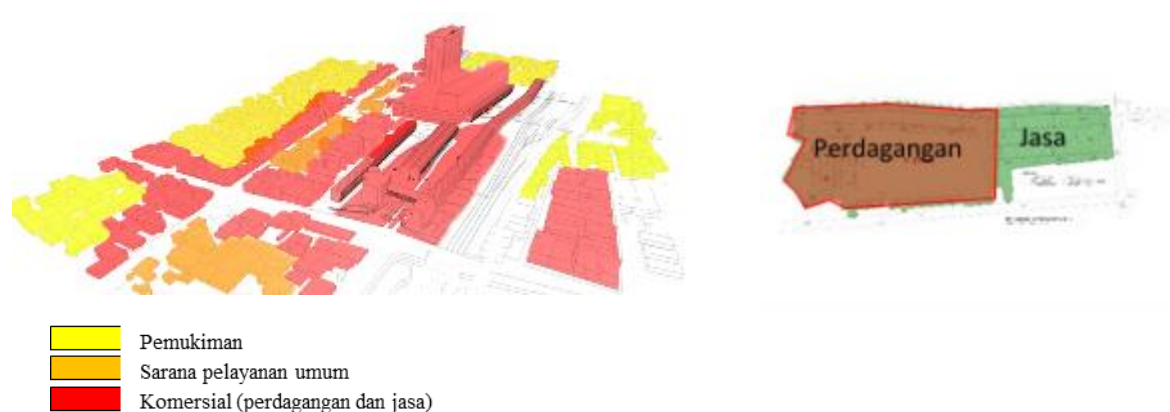 Perdagangan
Jasa
Pemukiman
Sarana pelayanan umum
Komersial (perdagangan dan jasa)